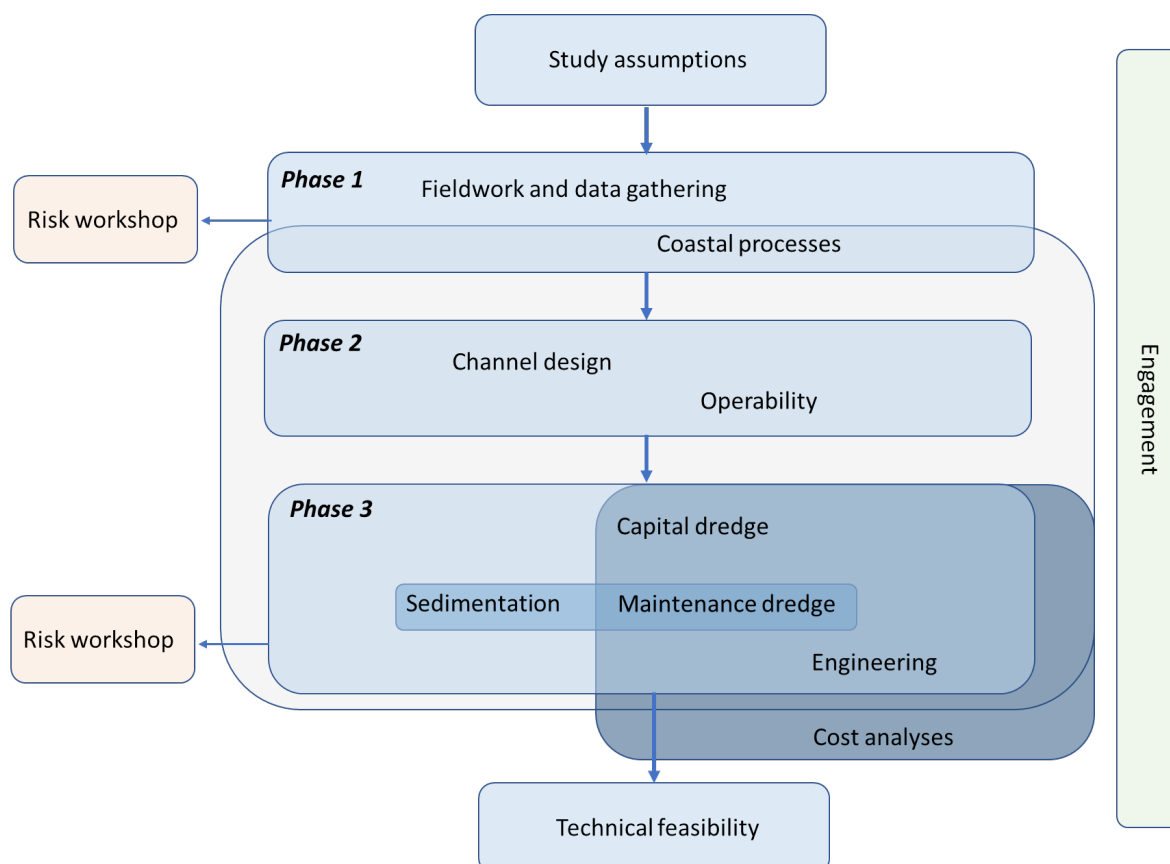 Study assumptions
Phase 1
Fieldwork and data gathering
Risk workshop
Coastal processes
Phase 2
Channel design
Operability
Engagement
Phase 3
Capital dredge
Sedimentation
Maintenance dredge
Risk workshop
Engineering
Cost analyses
Technical feasibility